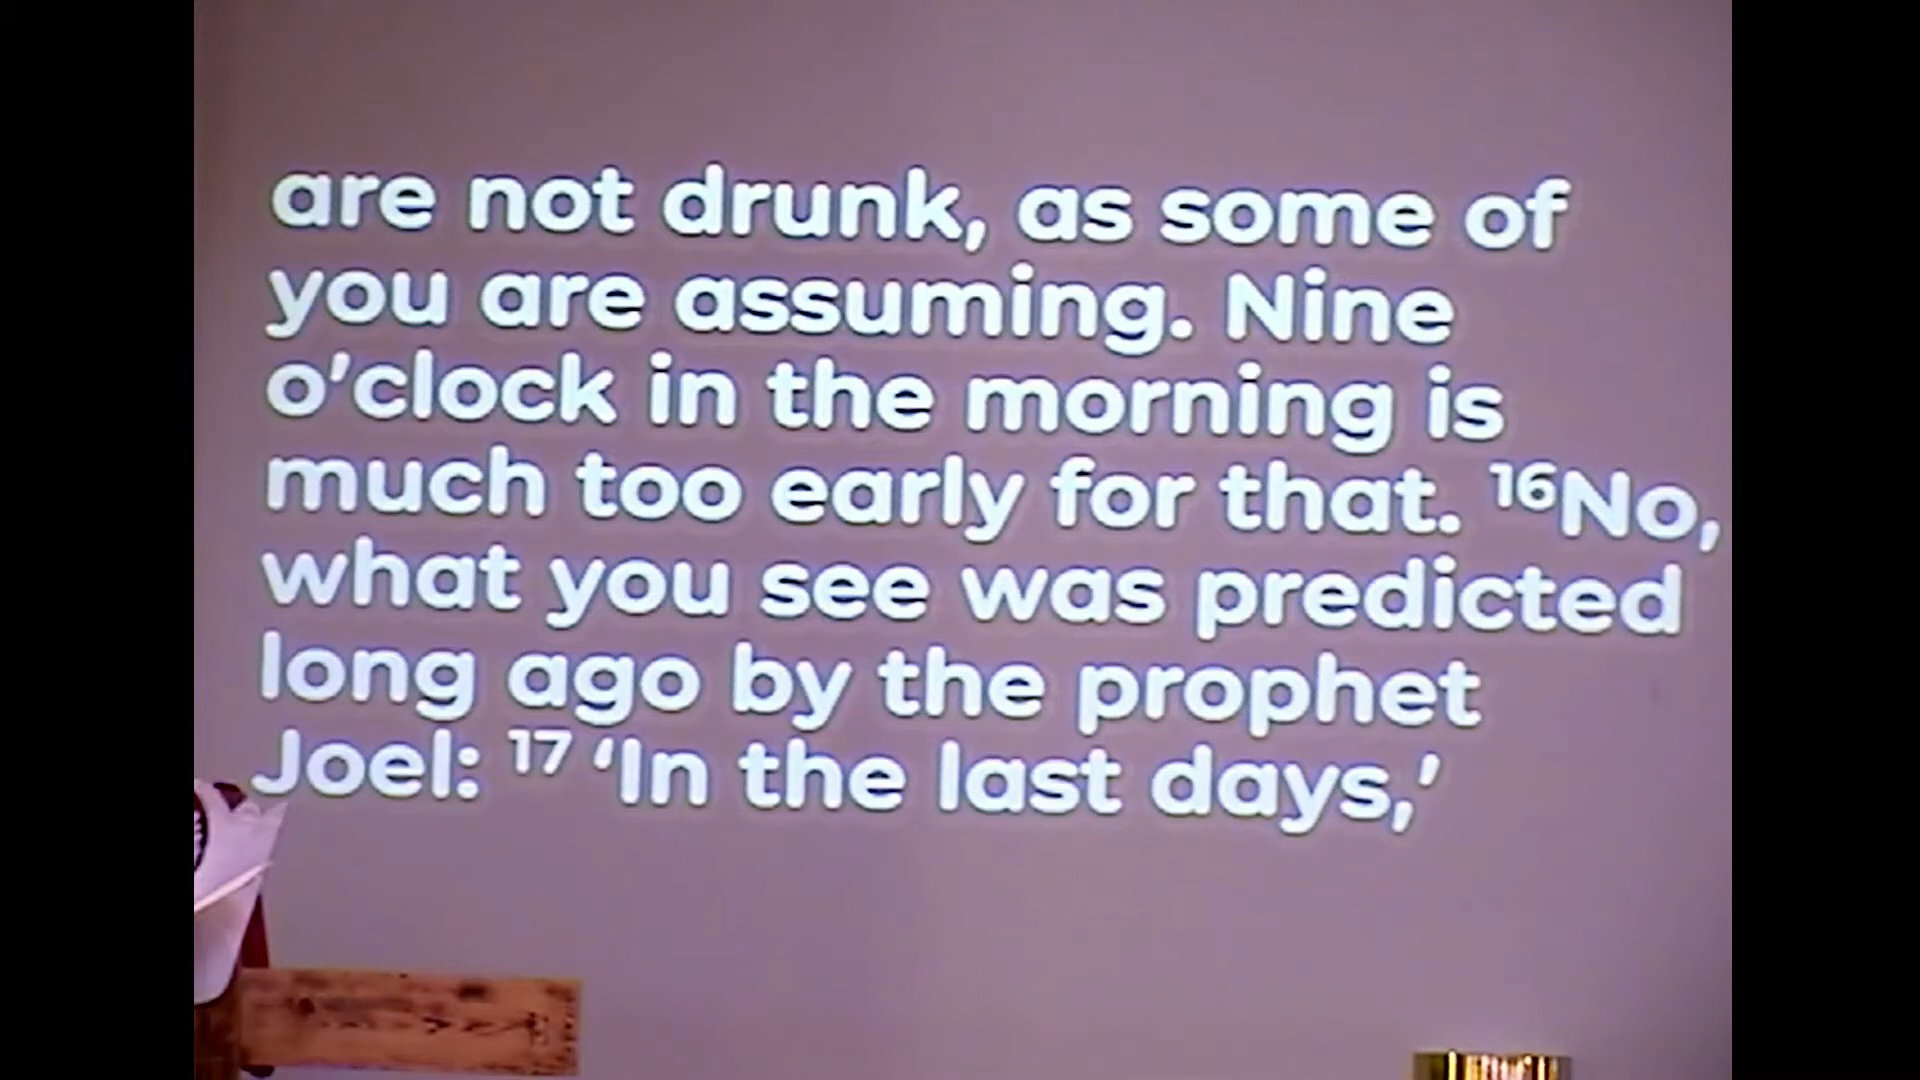 are not drunk, as some of
you are assuming. Nine
o'clock in the morning is
much too early for that. ¹⁶No,
what you see was predicted
long ago by the prophet
Joel: ¹⁷ ‘In the last days,’